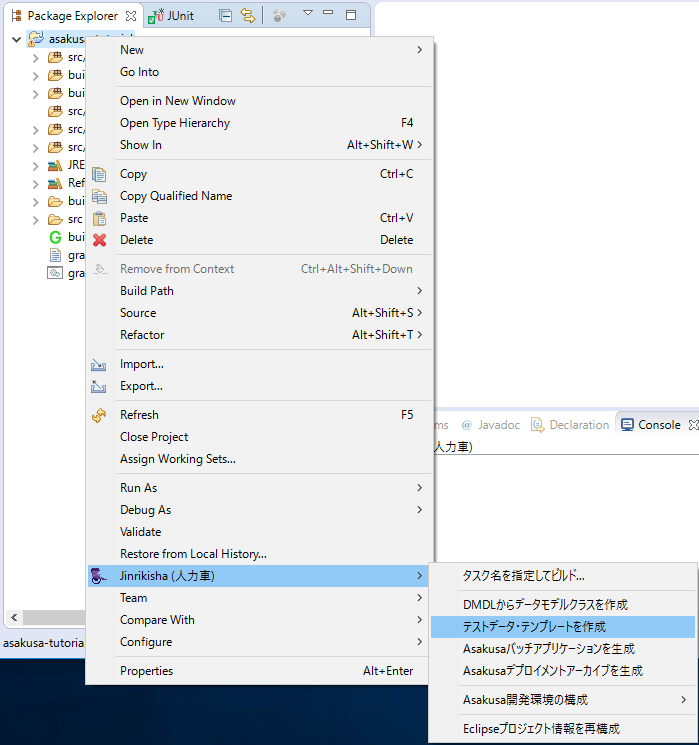 Package Explorer
JUnit
asakusa-tutorial
New
src/
Go Into
bui
bui
Open in New Window
src/
Open Type Hierarchy F4
src/
Show In Alt+Shift+W
src/
JRE
Copy Ctrl+C
Ref
Copy Qualified Name
bui
Paste Ctrl+V
src
Delete Delete
bui
gra
Remove from Context Ctrl+Alt+Shift+Down
gra
Build Path
Source Alt+Shift+S
Refactor Alt+Shift+T
Import...
Export...
Refresh F5
ms @ Javadoc Declaration Console
Close Project
人力車)
Assign Working Sets...
Run As
Debug As
Validate
Restore from Local History...
Jinrikisha (人力車)
タスク名を指定してビルド...
Team
DMDLからデータモデルクラスを作成
Compare With
テストデータ・テンプレートを作成
asakusa-tutoria
Configure
Asakusaバッチアプリケーションを生成
Properties Alt+Enter
Asakusaデプロイメントアーカイブを生成
Asakusa開発環境の構成
Eclipseプロジェクト情報を再構成